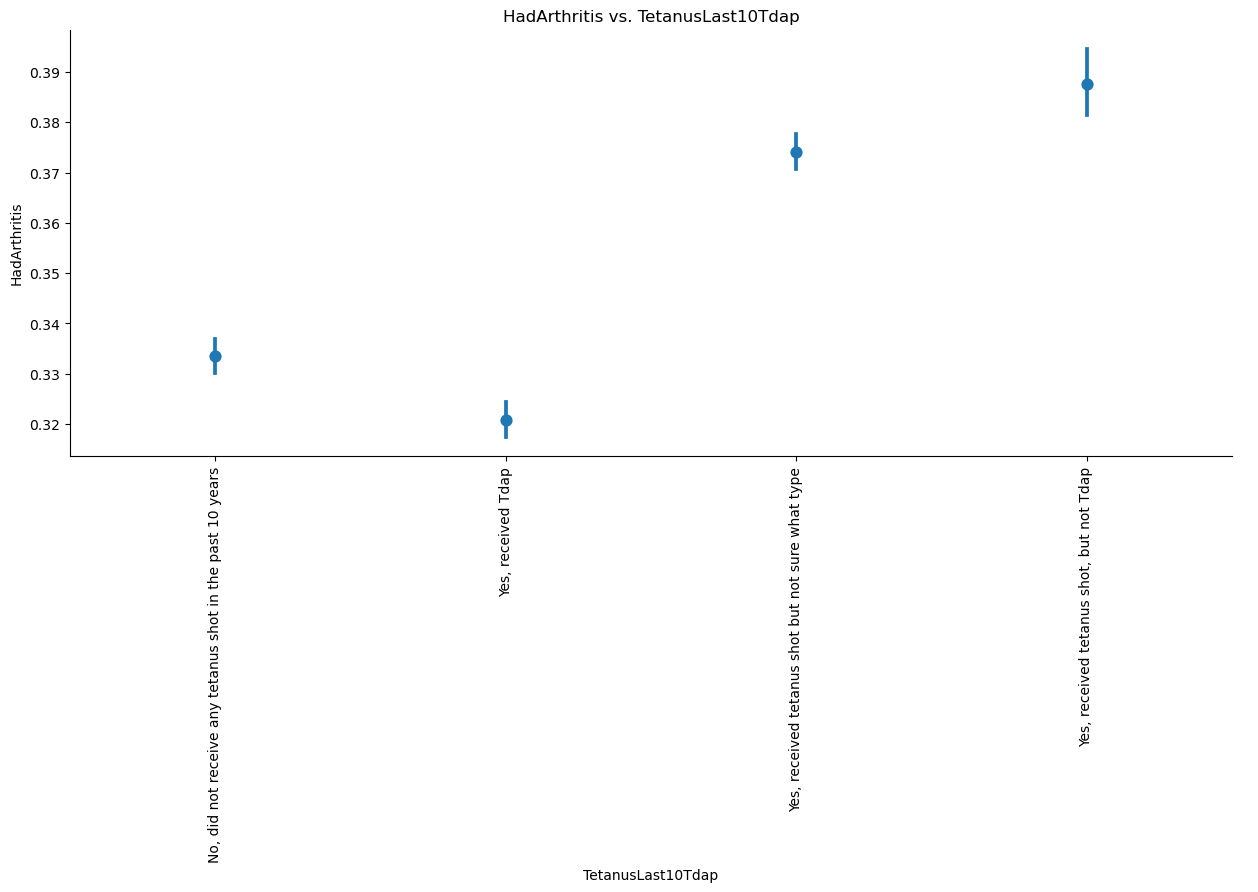 HadArthritis vs. TetanusLast10Tdap
HadArthritis
0.39
0.38
0.37
0.36
0.35
0.34
0.33
0.32
No, did not receive any tetanus shot in the past 10 years
Yes, received Tdap
Yes, received tetanus shot but not sure what type
Yes, received tetanus shot, but not Tdap
TetanusLast10Tdap